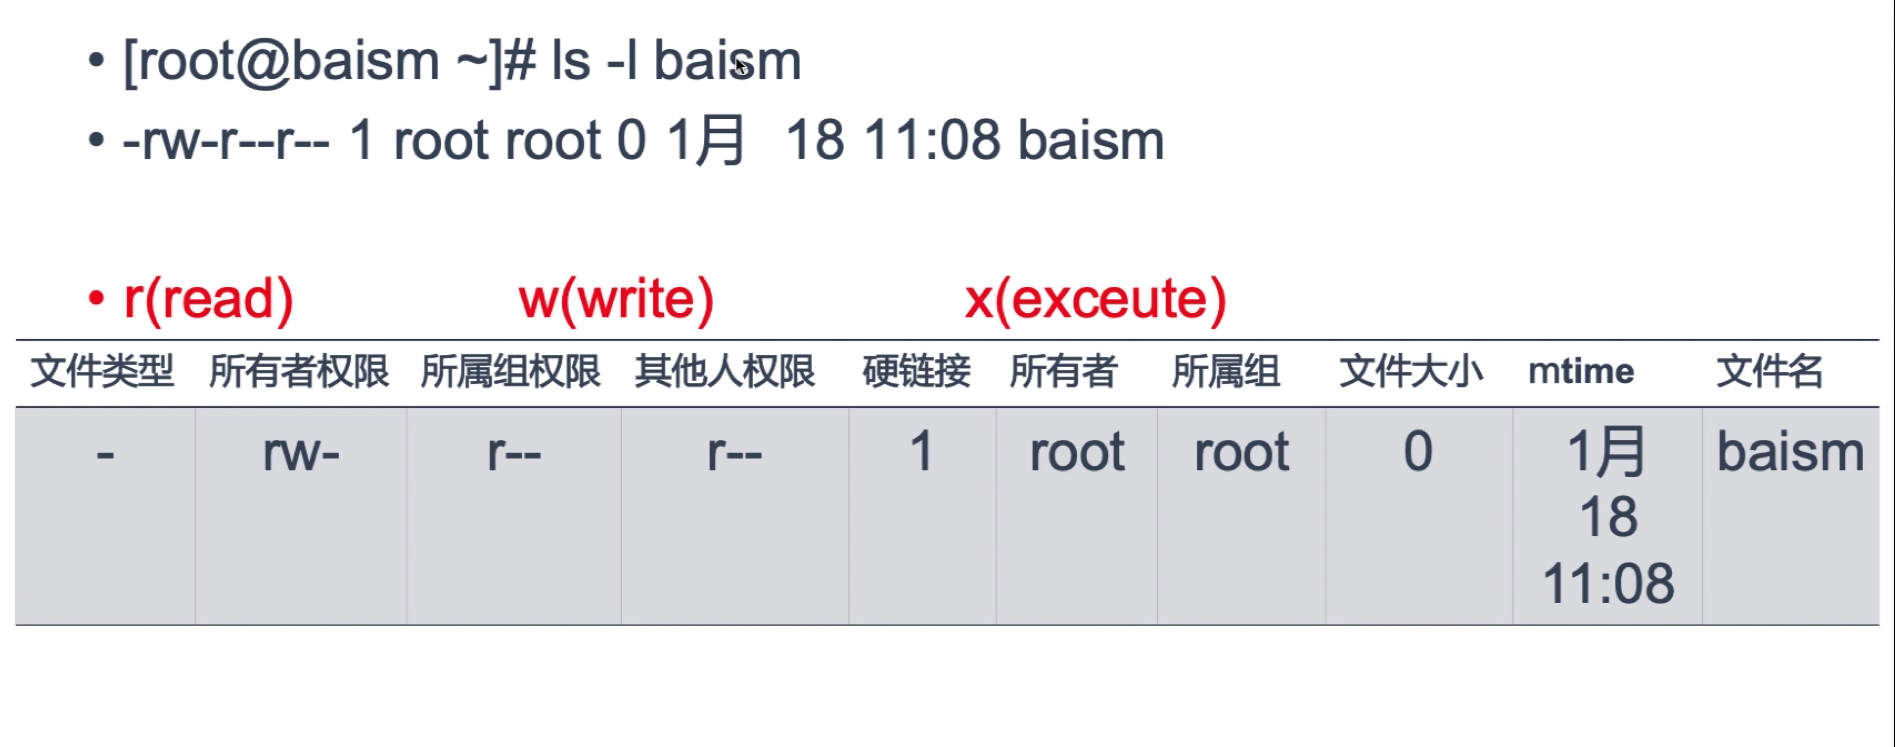 • [root@baism ~]# ls -l baism
• -rw-r--r-- 1 root root 0 1月  18 11:08 baism
• r(read) w(write) x(exceute)
文件类型 所有者权限 所属组权限 其他人权限 硬链接 所有者 所属组 文件大小 mtime 文件名
- rw- r-- r-- 1 root root 0 1月 baism
18
11:08